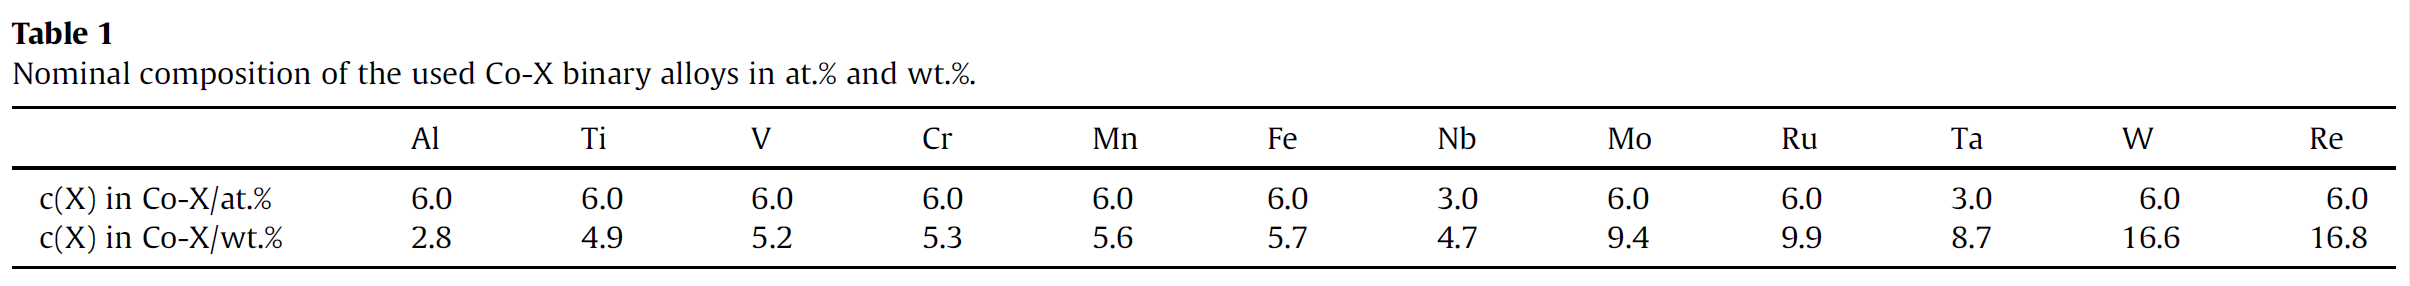 Table 1
Nominal composition of the used Co-X binary alloys in at.% and wt.%.
Al Ti V Cr Mn Fe Nb Mo Ru Ta W Re
c(X) in Co-X/at.% 6.0 6.0 6.0 6.0 6.0 6.0 3.0 6.0 6.0 3.0 6.0 6.0
c(X) in Co-X/wt.% 2.8 4.9 5.2 5.3 5.6 5.7 4.7 9.4 9.9 8.7 16.6 16.8